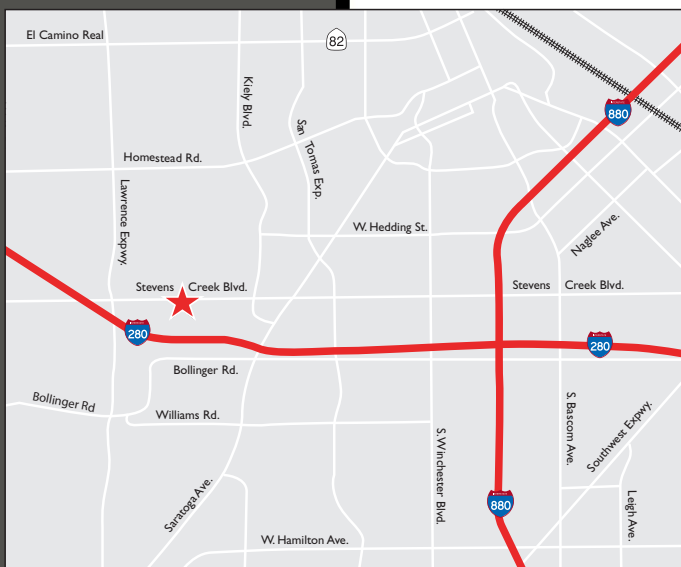 El Camino Real
82
Kiely Blvd.
880
San Tomas Exp.
Homestead Rd.
Lawrence Expwy.
W. Hedding St.
Naglee Ave.
Stevens Creek Blvd.
Stevens Creek Blvd.
280
280
Bollinger Rd.
Bollinger Rd
Williams Rd.
S. Bascom Ave.
Southwest Expwy.
S. Winchester Blvd.
Saratoga Ave.
880
Leigh Ave.
W. Hamilton Ave.